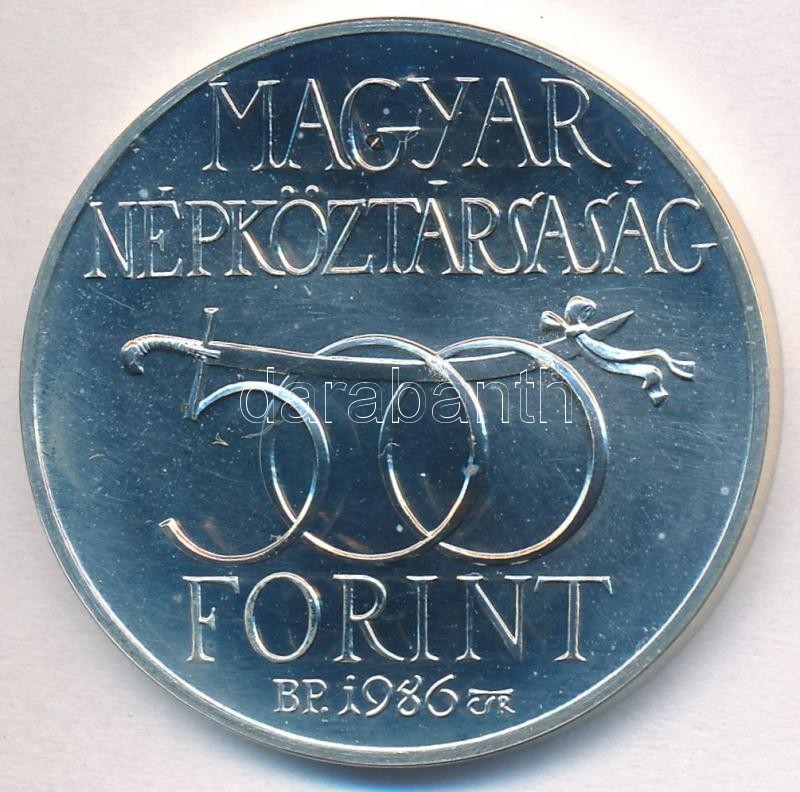 MAGYAR
NÉPKÖZTÁRSASÁG
500
darabanth
FORINT
BP. 1986